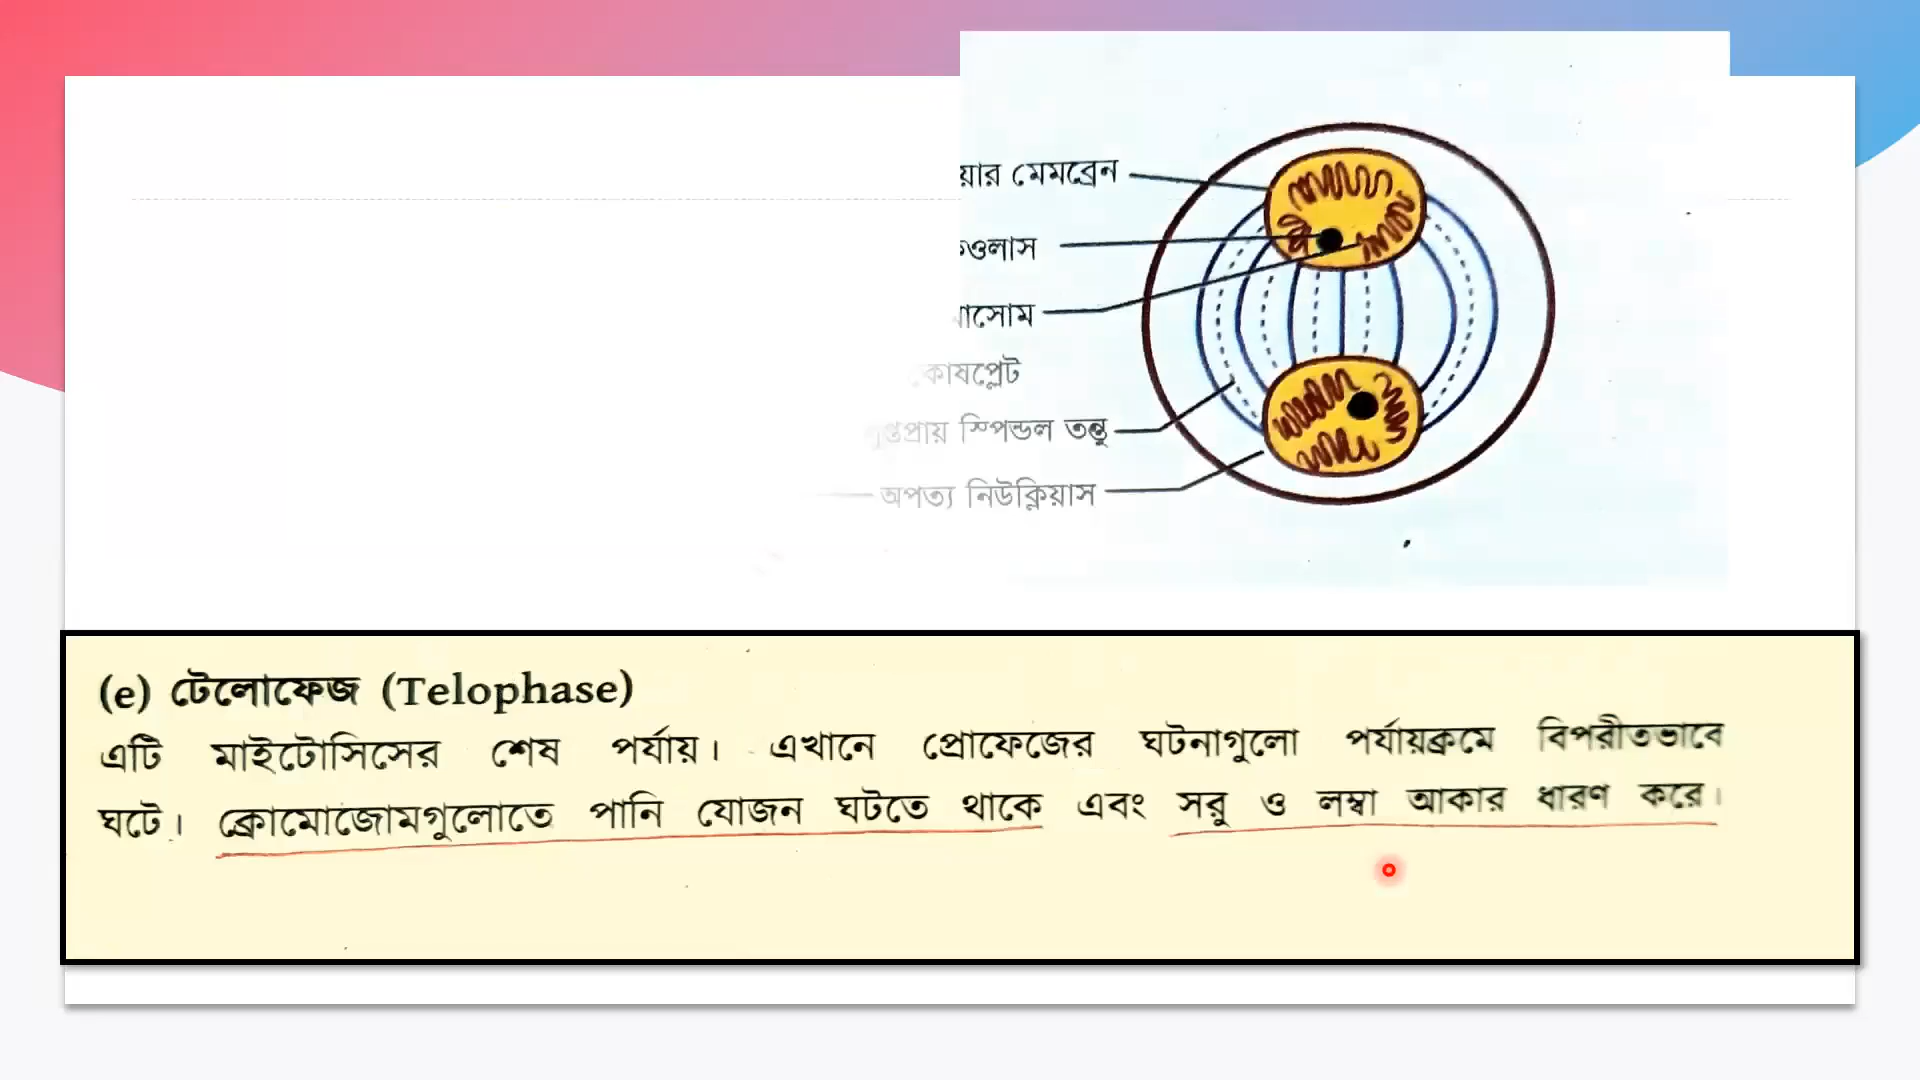 মেমব্রেন
কোষপ্লেট
স্পিন্ডল তন্তু
অপত্য নিউক্লিয়াস
(e) টেলোফেজ (Telophase)
এটি মাইটোসিসের শেষ পর্যায়। এখানে প্রোফেজের ঘটনাগুলো পর্যায়ক্রমে বিপরীতভাবে
ঘটে। ক্রোমোজোমগুলোতে পানি যোজন ঘটতে থাকে এবং সরু ও লম্বা আকার ধারণ করে।